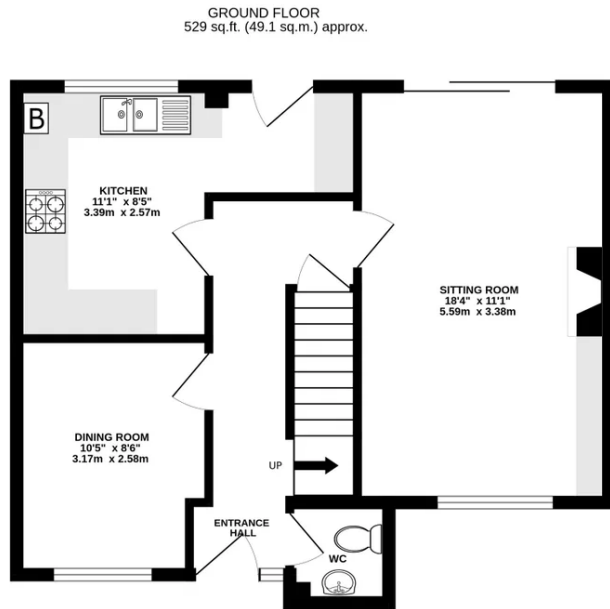 GROUND FLOOR
529 sq.ft. (49.1 sq.m.) approx.
B
KITCHEN
11'1" x 8'5"
3.39m x 2.57m
SITTING ROOM
18'4" x 11'1"
5.59m x 3.38m
DINING ROOM
10'5" x 8'6"
3.17m x 2.58m
UP
ENTRANCE
HALL
WC